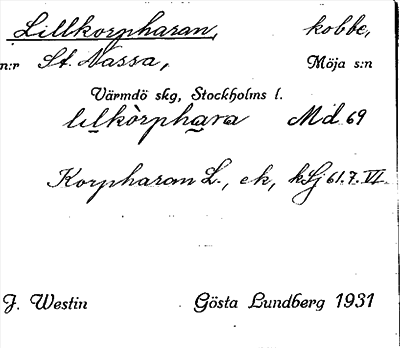 Lillkorpharan, kobbe,
n:r St. Nassa, Möja s:n
Värmdö skg, Stockholms l.
lilkòrphara Md 69
Korpharan L., ek, kSj 61.7.VI.
J. Westin Gösta Lundberg 1931